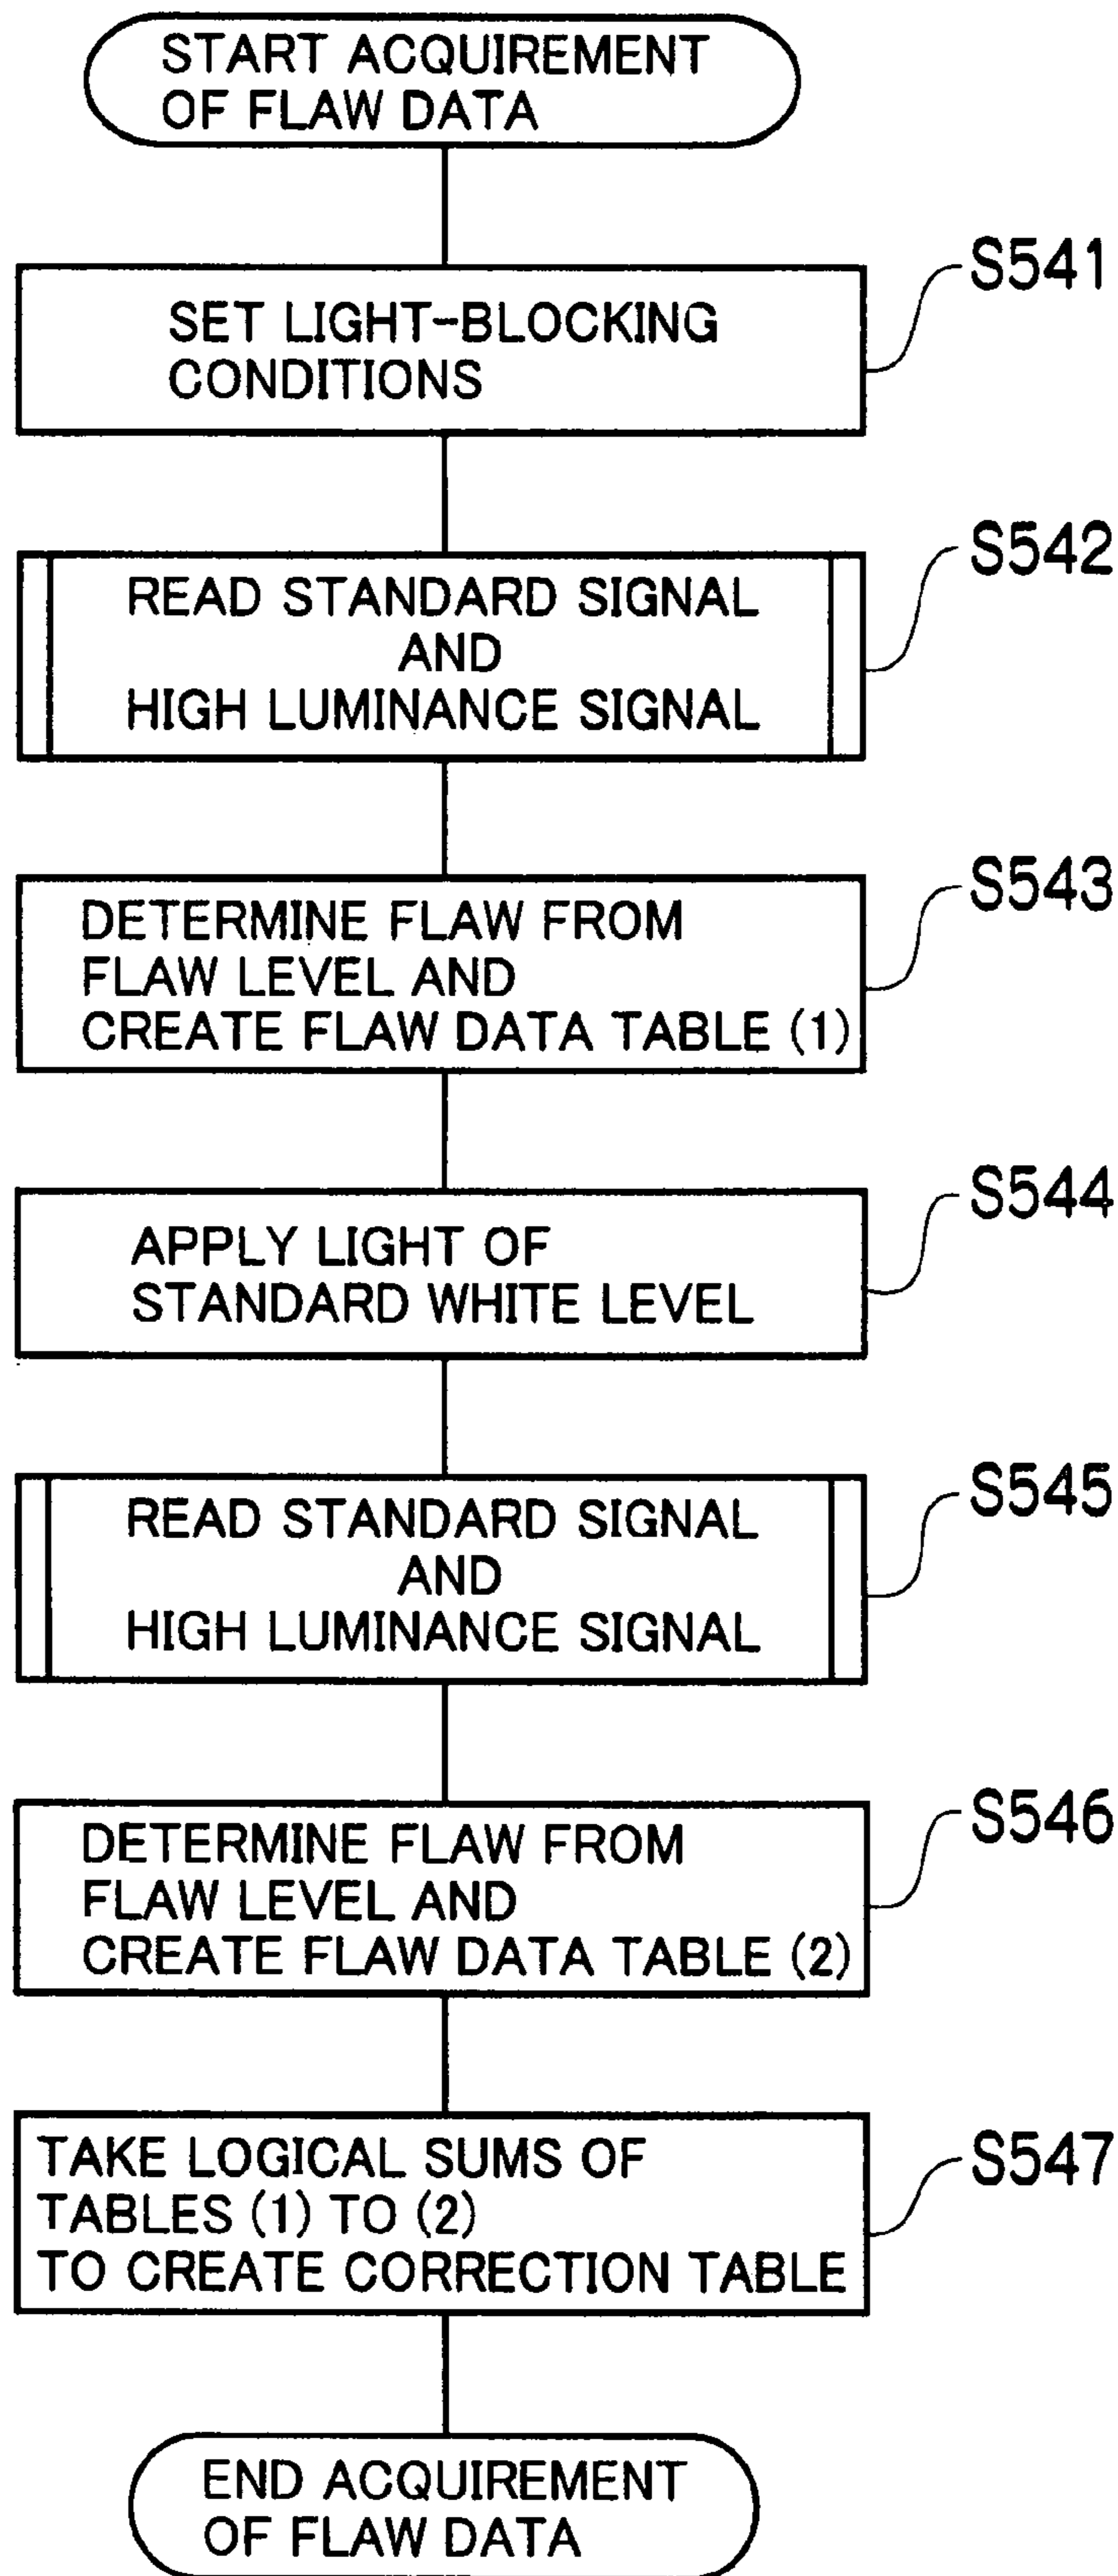 START ACQUIREMENT
OF FLAW DATA
S541
SET LIGHT-BLOCKING
CONDITIONS
S542
READ STANDARD SIGNAL
AND
HIGH LUMINANCE SIGNAL
S543
DETERMINE FLAW FROM
FLAW LEVEL AND
CREATE FLAW DATA TABLE (1)
S544
APPLY LIGHT OF
STANDARD WHITE LEVEL
S545
READ STANDARD SIGNAL
AND
HIGH LUMINANCE SIGNAL
S546
DETERMINE FLAW FROM
FLAW LEVEL AND
CREATE FLAW DATA TABLE (2)
S547
TAKE LOGICAL SUMS OF
TABLES (1) TO (2)
TO CREATE CORRECTION TABLE
END ACQUIREMENT
OF FLAW DATA